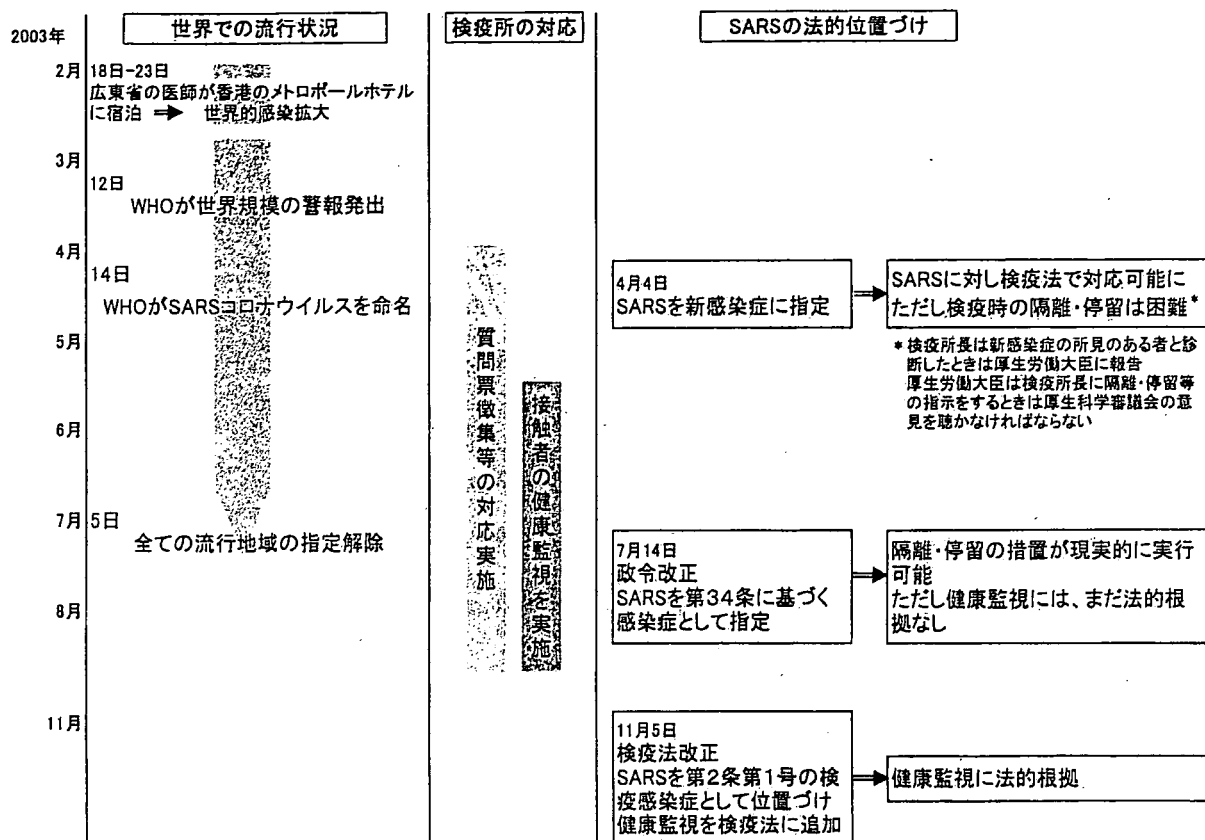 2003年
世界での流行状況
検疫所の対応
SARSの法的位置づけ
2月
18日-23日
広東省の医師が香港のメトロポールホテル
に宿泊 ➡ 世界的感染拡大
3月
12日
WHOが世界規模の警報発出
4月
14日
WHOがSARSコロナウイルスを命名
5月
6月
7月
5日
全ての流行地域の指定解除
8月
11月
質問票徴集等の対応実施
接触者の健康監視を実施
4月4日
SARSを新感染症に指定
SARSに対し検疫法で対応可能に
ただし検疫時の隔離・停留は困難*
* 検疫所長は新感染症の所見のある者と診
断したときは厚生労働大臣に報告
厚生労働大臣は検疫所長に隔離・停留等
の指示をするときは厚生科学審議会の意
見を聴かなければならない
7月14日
政令改正
SARSを第34条に基づく
感染症として指定
隔離・停留の措置が現実的に実行
可能
ただし健康監視には、まだ法的根
拠なし
11月5日
検疫法改正
SARSを第2条第1号の検
疫感染症として位置づけ
健康監視を検疫法に追加
健康監視に法的根拠